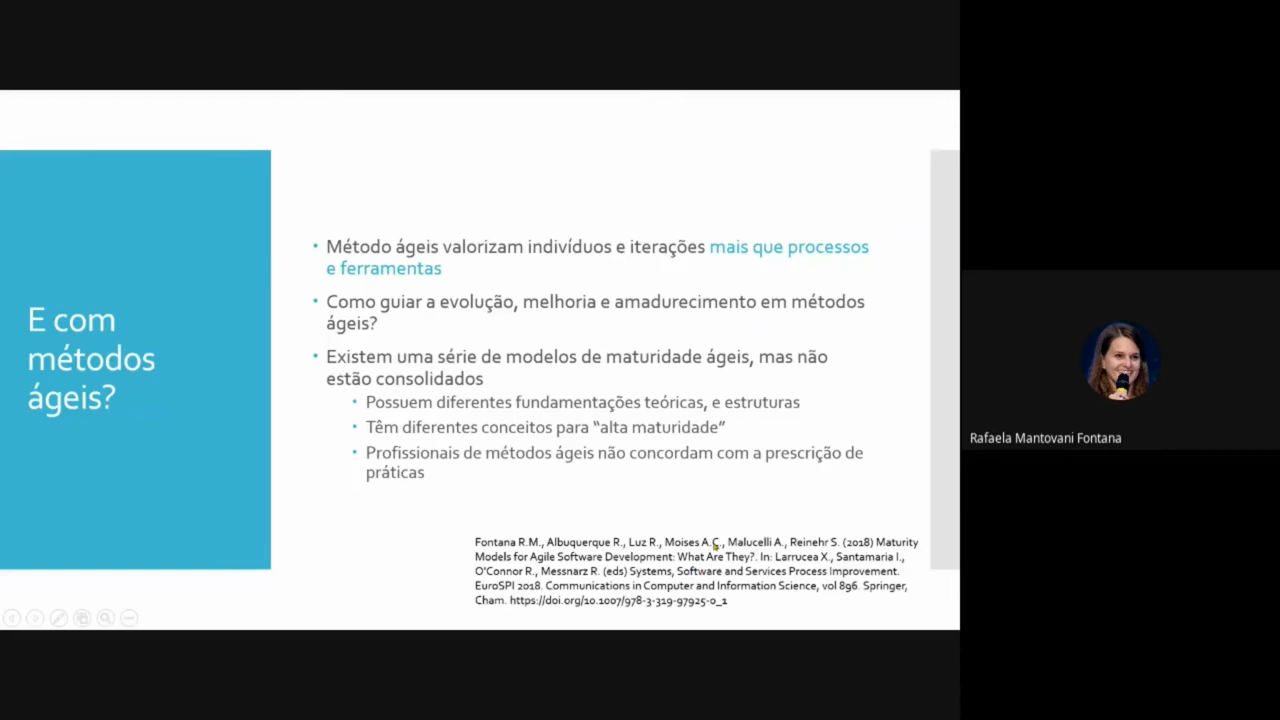 E com
métodos
ágeis?
• Método ágeis valorizam indivíduos e iterações mais que processos
e ferramentas
• Como guiar a evolução, melhoria e amadurecimento em métodos
ágeis?
• Existem uma série de modelos de maturidade ágeis, mas não
estão consolidados
• Possuem diferentes fundamentações teóricas, e estruturas
• Têm diferentes conceitos para “alta maturidade”
• Profissionais de métodos ágeis não concordam com a prescrição de
práticas
Fontana R.M., Albuquerque R., Luz R., Moises A.C., Malucelli A., Reinehr S. (2018) Maturity
Models for Agile Software Development: What Are They?. In: Larrucea X., Santamaria I.,
O'Connor R., Messnarz R. (eds) Systems, Software and Services Process Improvement.
EuroSPI 2018. Communications in Computer and Information Science, vol 896. Springer,
Cham. https://doi.org/10.1007/978-3-319-97925-0_1
Rafaela Mantovani Fontana